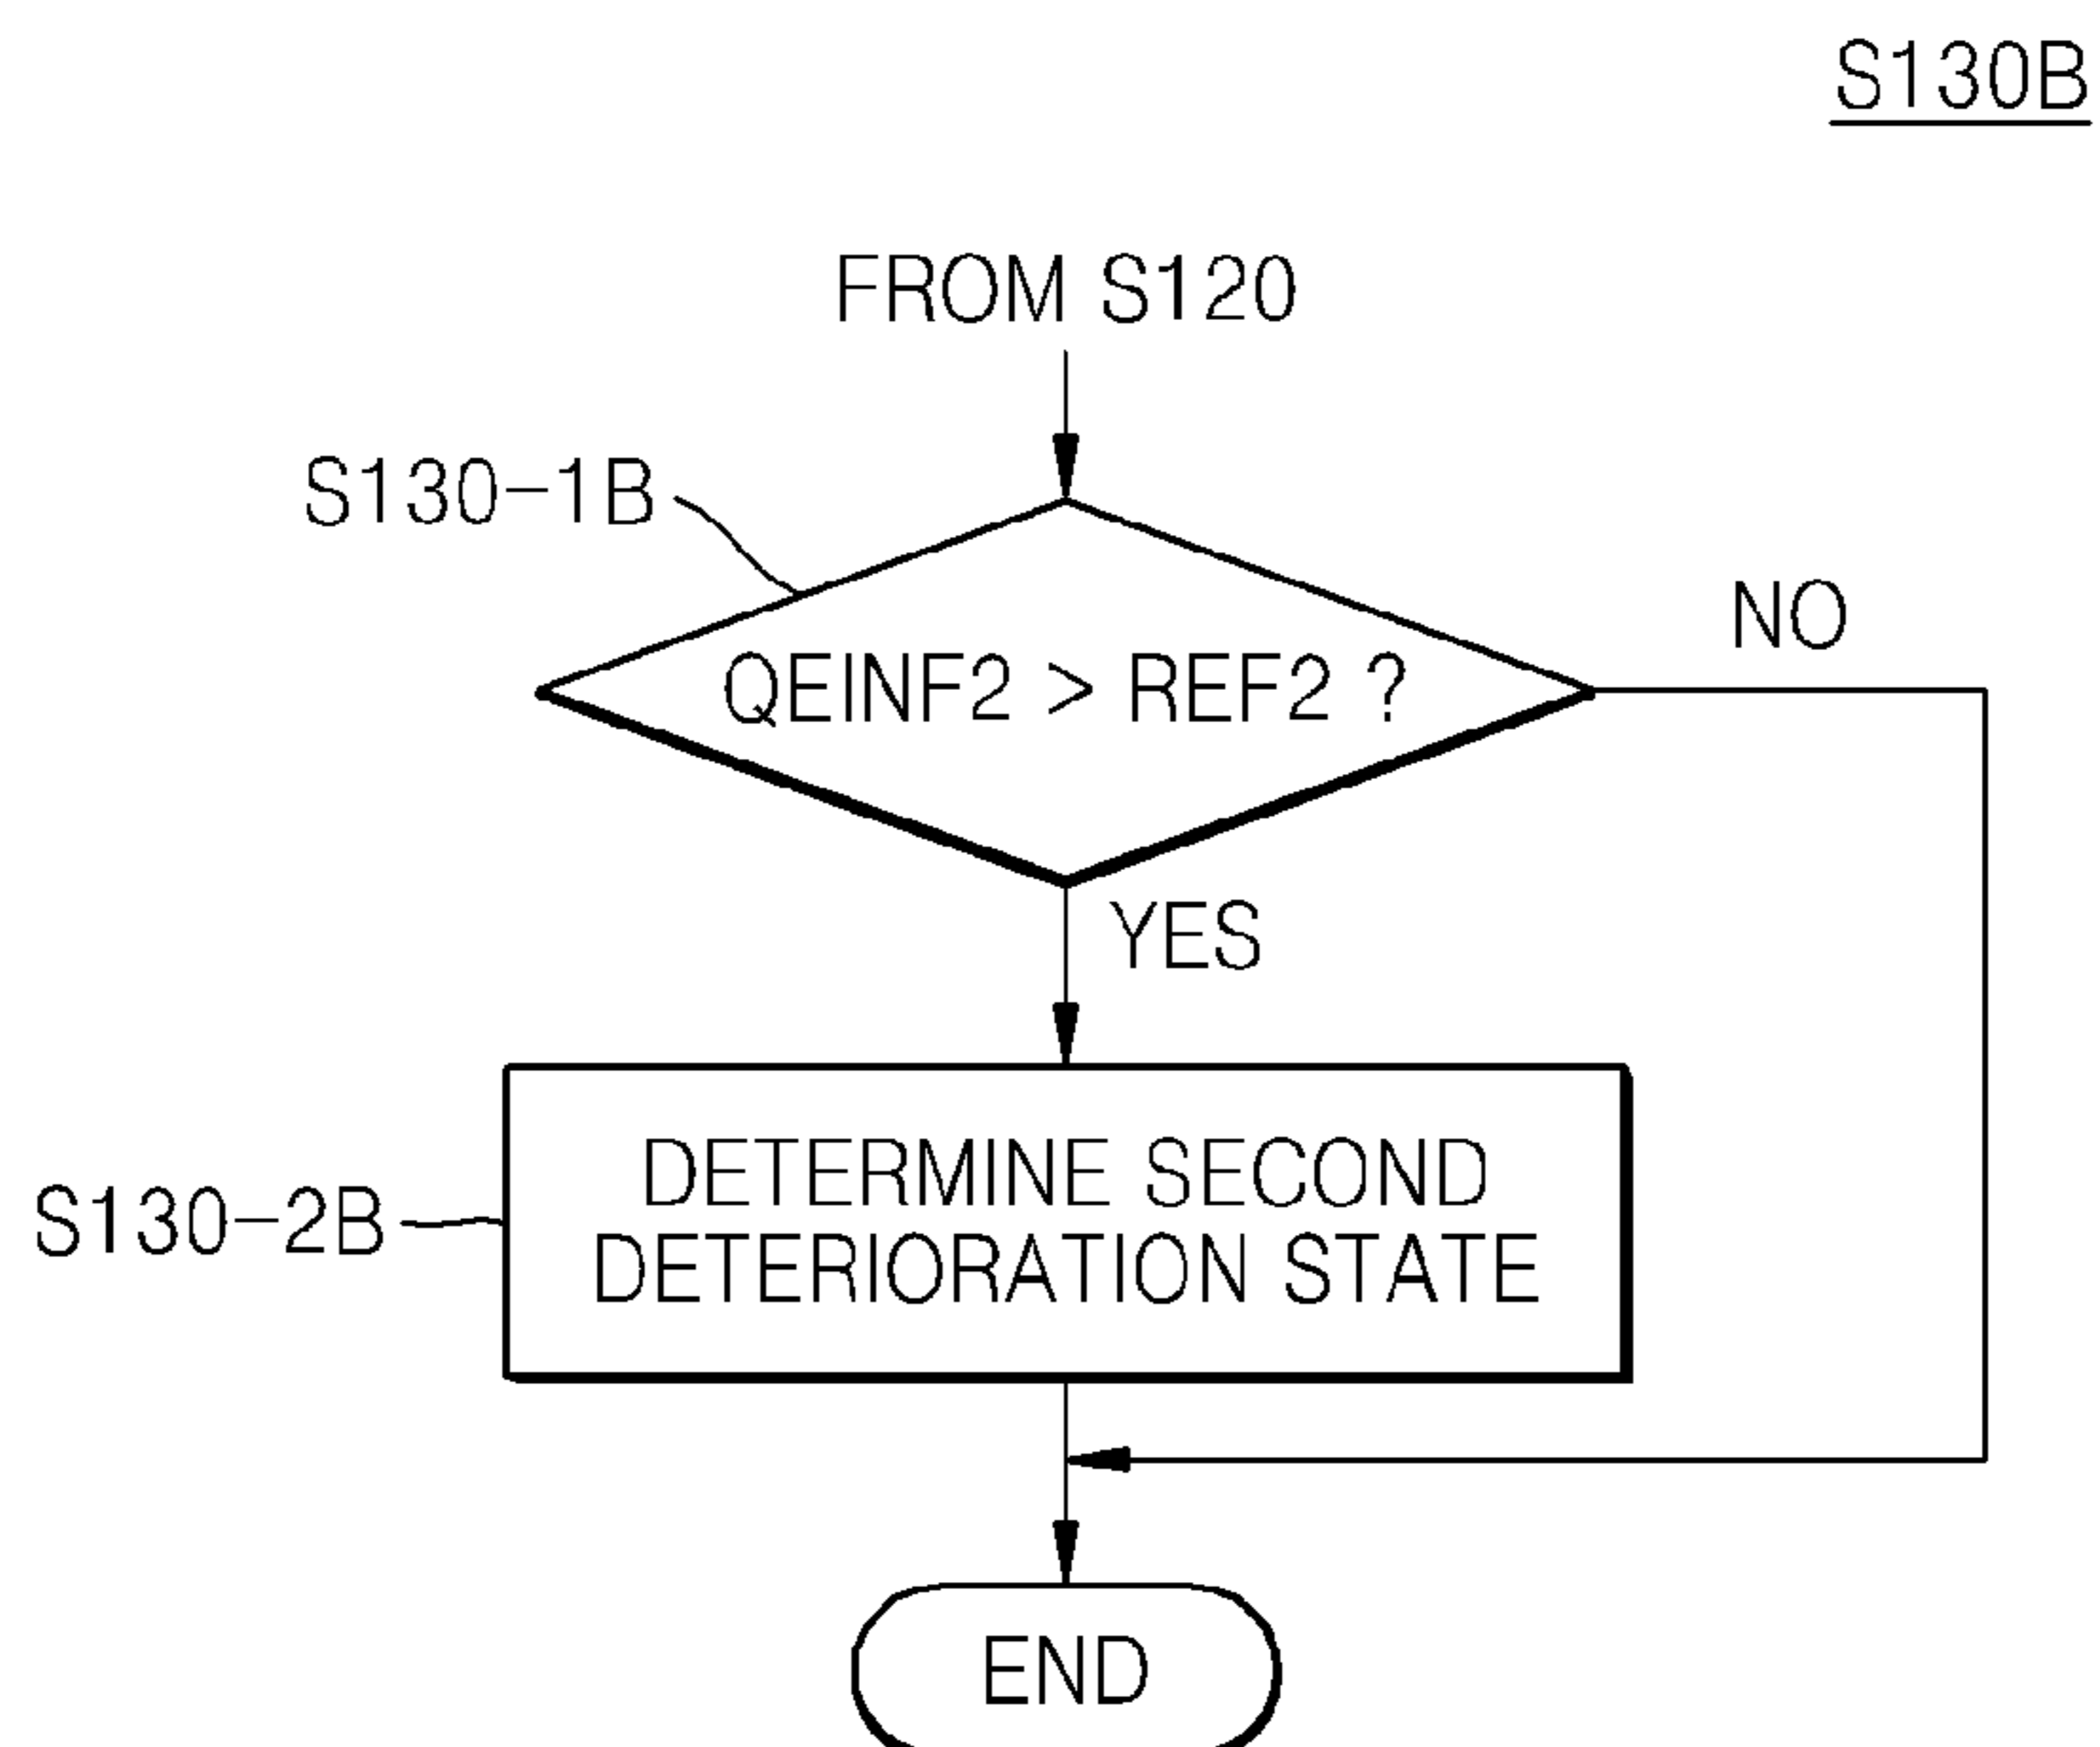 S130B
FROM S120
S130-1B
QEINF2 > REF2 ?
NO
YES
DETERMINE SECOND
DETERIORATION STATE
S130-2B
END